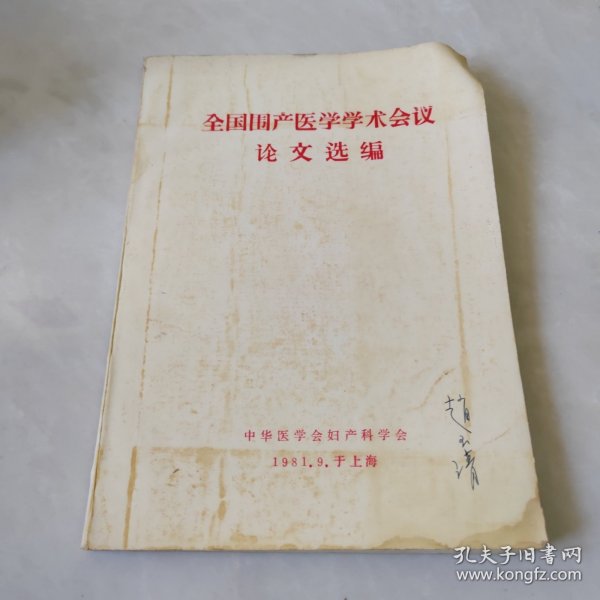 全国围产医学学术会议
论文选编
中华医学会妇产科学会
1981.9.于上海
赵
孔夫子旧书网
www.kongfz.com